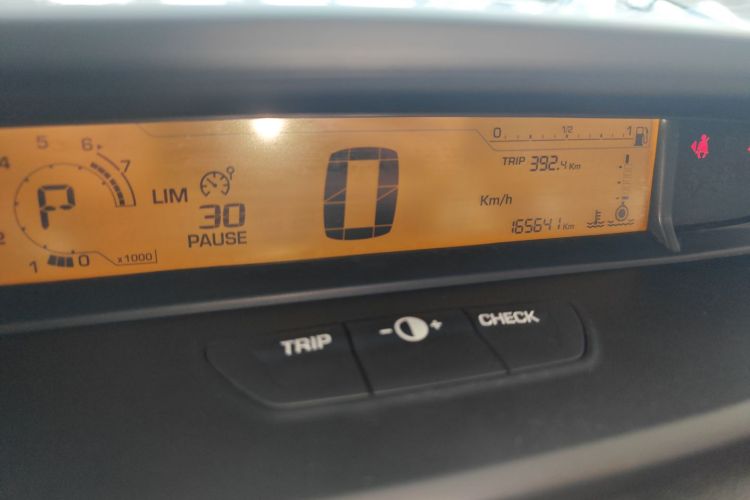 4 5 6 7
P
2
1 0 x1000
LIM
30
PAUSE
0
Km/h
0 1/2 1
TRIP 392.4 Km
165641 Km
TRIP
- +
CHECK